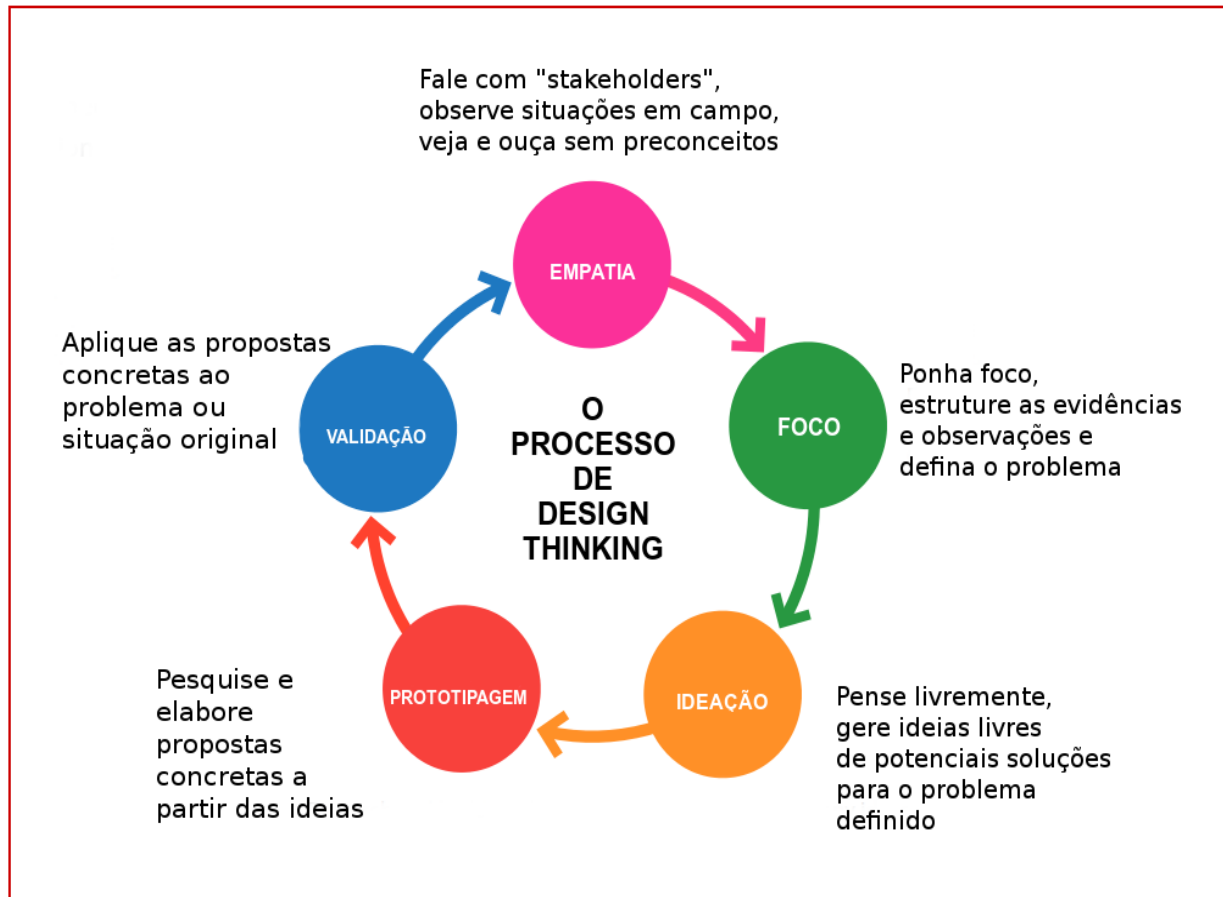 Fale com "stakeholders",
observe situações em campo,
veja e ouça sem preconceitos
EMPATIA
Ponha foco,
estruture as evidências
e observações e
defina o problema
FOCO
Pense livremente,
gere ideias livres
de potenciais soluções
para o problema
definido
IDEAÇÃO
Pesquise e
elabore
propostas
concretas a
partir das ideias
PROTOTIPAGEM
Aplique as propostas
concretas ao
problema ou
situação original
VALIDAÇÃO
O
PROCESSO
DE
DESIGN
THINKING